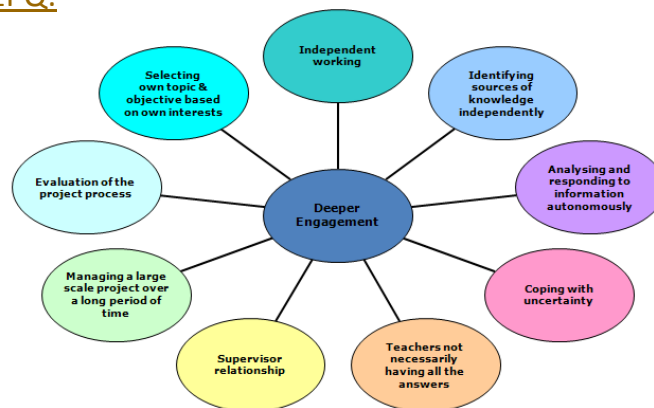 EPQ:
Independent
working
Selecting
own topic &
objective based
on own interests
Identifying
sources of
knowledge
independently
Evaluation of the
project process
Deeper
Engagement
Analysing and
responding to
information
autonomously
Managing a large
scale project over
a long period of
time
Coping with
uncertainty
Supervisor
relationship
Teachers not
necessarily
having all the
answers